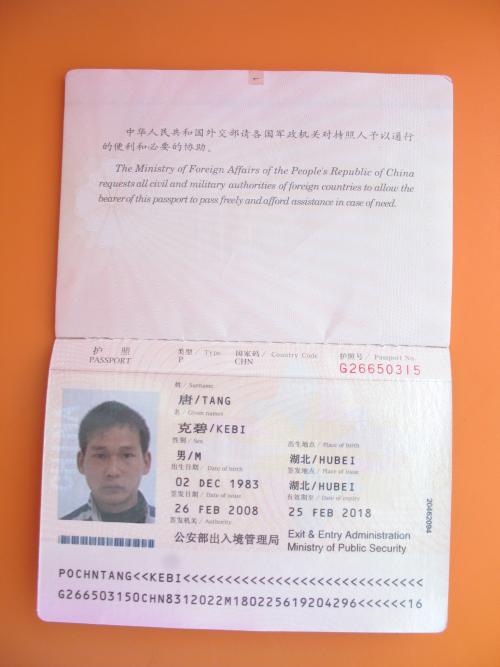 中华人民共和国外交部请各国军政机关对持照人予以通行
的便利和必要的协助。
The Ministry of Foreign Affairs of the People's Republic of China
requests all civil and military authorities of foreign countries to allow the
bearer of this passport to pass freely and afford assistance in case of need.
护 照 类型 / Type 国家码 / Country Code 护照号 / Passport No.
PASSPORT P CHN G26650315
姓 / Surname
唐/TANG
名 / Given names
克碧/KEBI
性别 / Sex 出生地点 / Place of birth
男/M 湖北/HUBEI
出生日期 / Date of birth 签发地点 / Place of issue
02 DEC 1983 湖北/HUBEI
签发日期 / Date of issue 有效期至 / Date of expiry
26 FEB 2008 25 FEB 2018
签发机关 / Authority
公安部出入境管理局 Exit & Entry Administration
Ministry of Public Security
20462094
POCHNTANG<<KEBI<<<<<<<<<<<<<<<<<<<<<<<<<<<<<
G266503150CHN8312022M180225619204296<<<<<<16